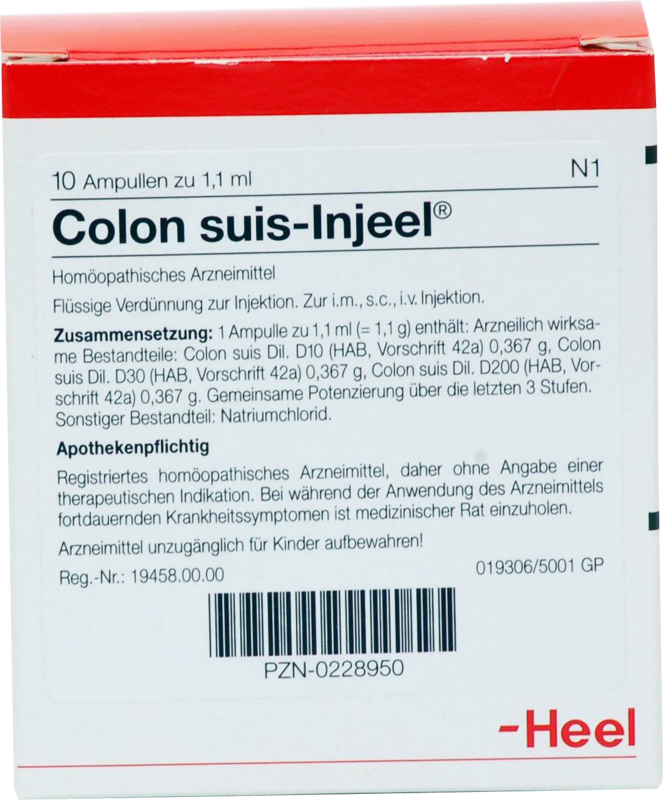 10 Ampullen zu 1,1 ml N1
Colon suis-Injeel®
Homöopathisches Arzneimittel
Flüssige Verdünnung zur Injektion. Zur i.m., s.c., i.v. Injektion.
Zusammensetzung: 1 Ampulle zu 1,1 ml (= 1,1 g) enthält: Arzneilich wirksa-
me Bestandteile: Colon suis Dil. D10 (HAB, Vorschrift 42a) 0,367 g, Colon
suis Dil. D30 (HAB, Vorschrift 42a) 0,367 g, Colon suis Dil. D200 (HAB, Vor-
schrift 42a) 0,367 g. Gemeinsame Potenzierung über die letzten 3 Stufen.
Sonstiger Bestandteil: Natriumchlorid.
Apothekenpflichtig
Registriertes homöopathisches Arzneimittel, daher ohne Angabe einer
therapeutischen Indikation. Bei während der Anwendung des Arzneimittels
fortdauernden Krankheitssymptomen ist medizinischer Rat einzuholen.
Arzneimittel unzugänglich für Kinder aufbewahren!
Reg.-Nr.: 19458.00.00 019306/5001 GP
PZN-0228950
-Heel